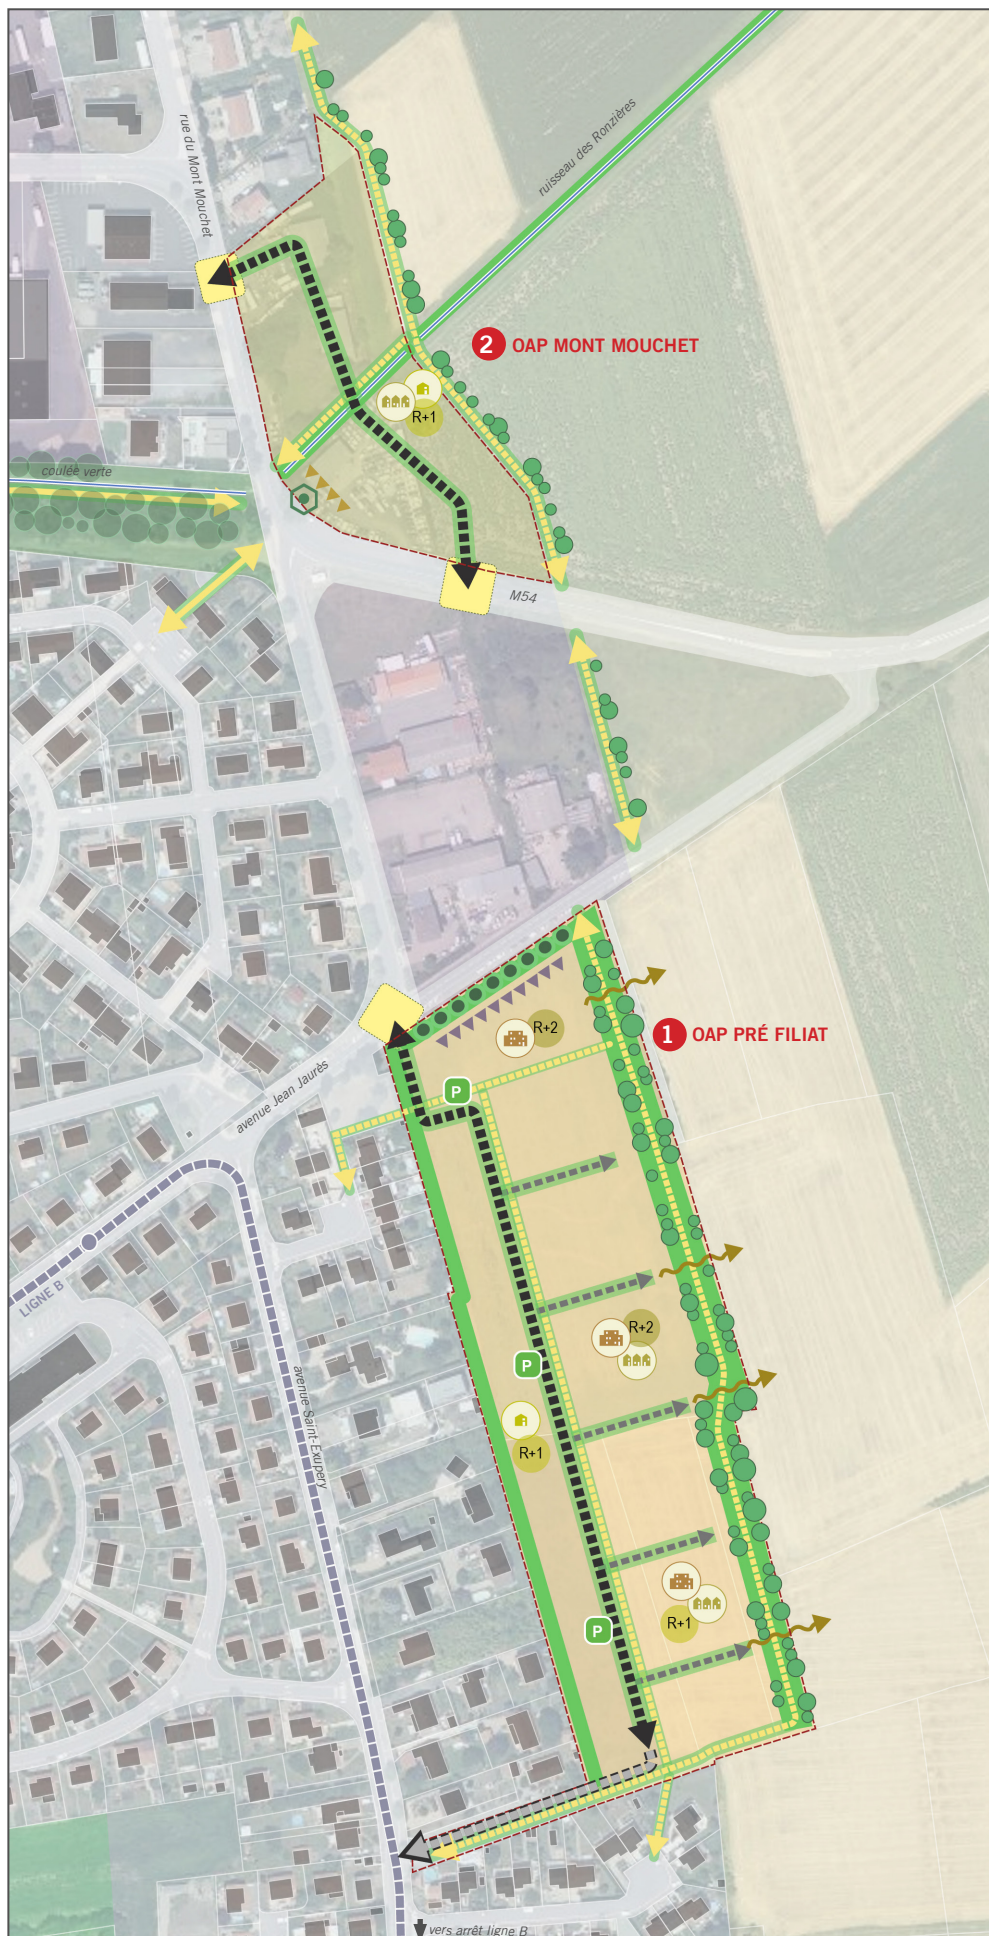 rue du Mont Mouchet
ruisseau des Ronzières
2 OAP MONT MOUCHET
R+1
coulée verte
M54
R+2
1 OAP PRÉ FILIAT
P
avenue Jean Jaurès
LIGNE B
R+2
P
avenue Saint-Exupery
R+1
R+1
P
vers arrêt ligne B